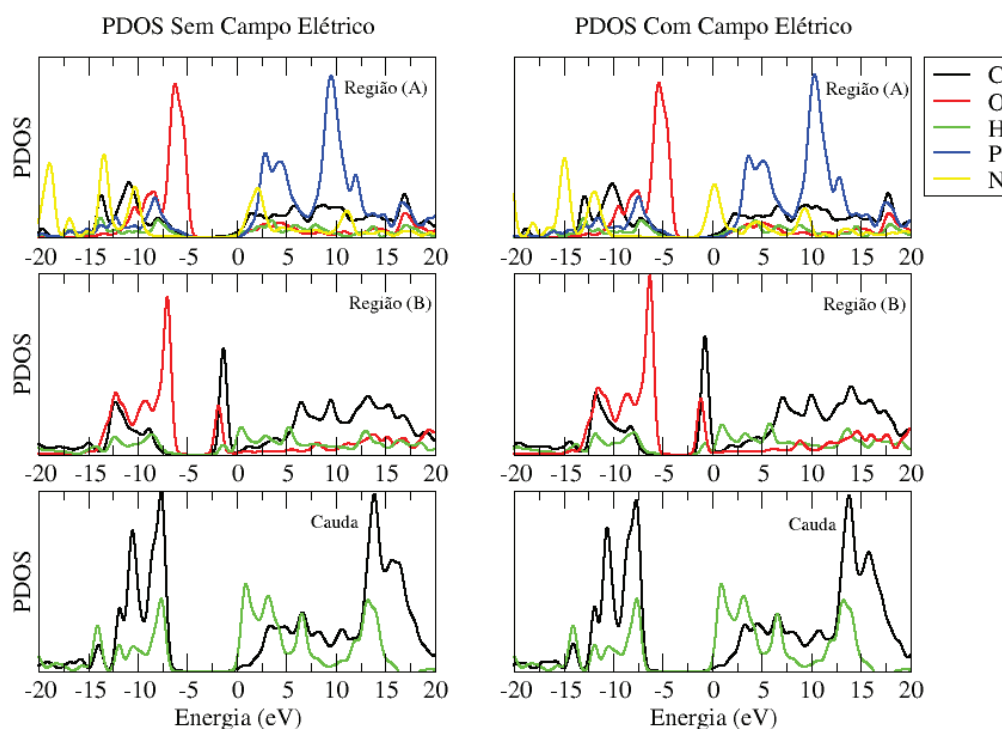 PDOS Sem Campo Elétrico
PDOS Com Campo Elétrico
PDOS
Região (A)
-20 -15 -10 -5 0 5 10 15 20
Região (A)
-20 -15 -10 -5 0 5 10 15 20
C
O
H
P
N
PDOS
Região (B)
-20 -15 -10 -5 0 5 10 15 20
Região (B)
-20 -15 -10 -5 0 5 10 15 20
PDOS
Cauda
-20 -15 -10 -5 0 5 10 15 20
Energia (eV)
Cauda
-20 -15 -10 -5 0 5 10 15 20
Energia (eV)